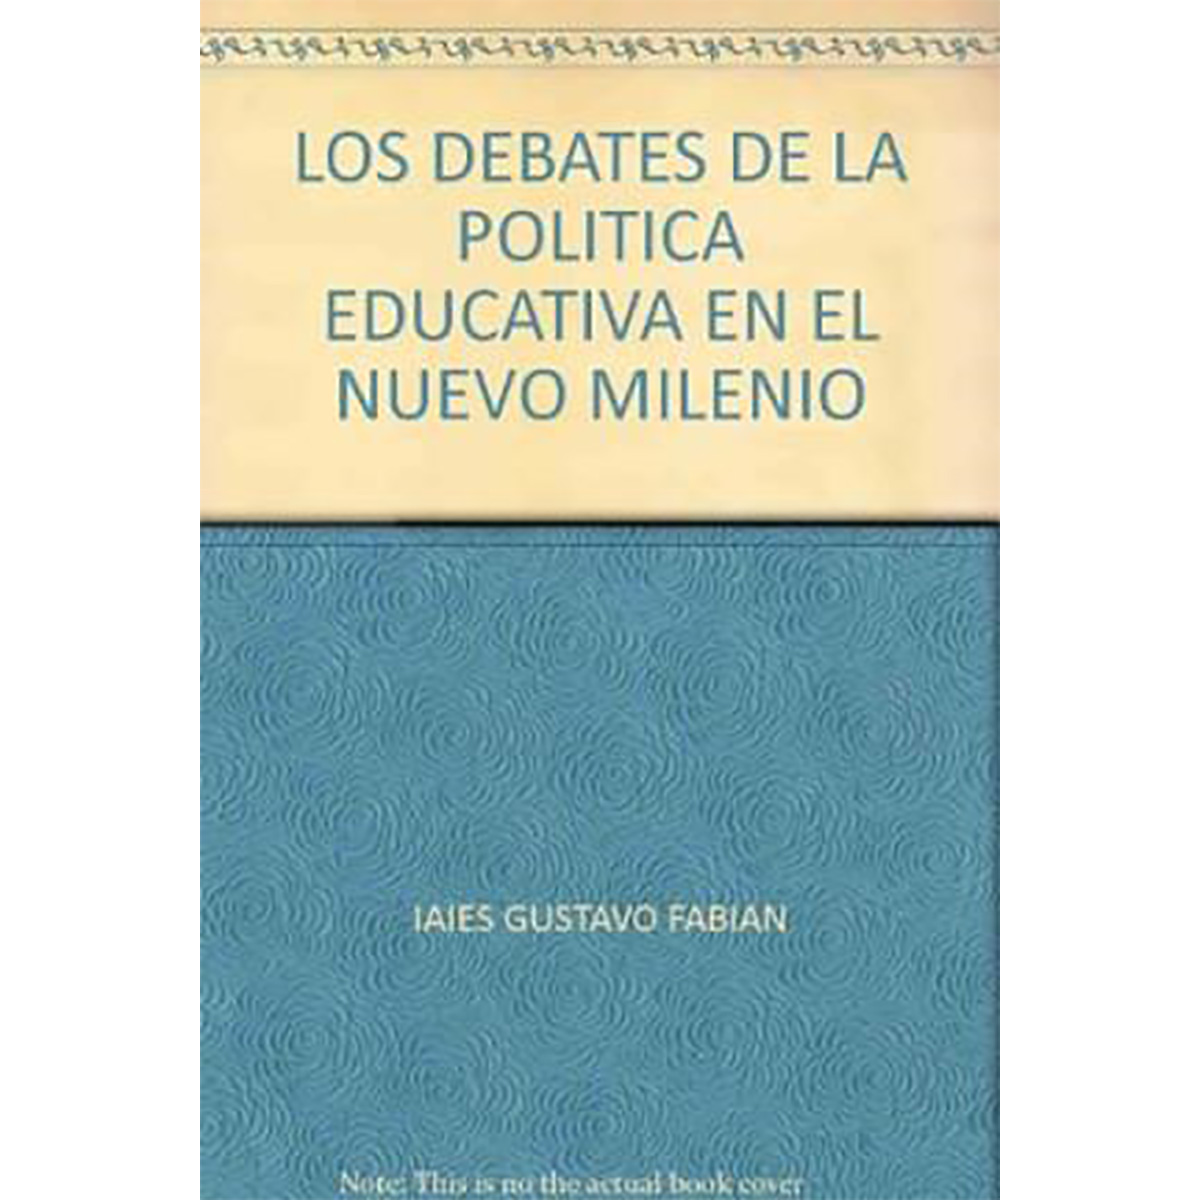 LOS DEBATES DE LA
POLITICA
EDUCATIVA EN EL
NUEVO MILENIO
IAIES GUSTAVO FABIAN
Note: This is no the actual book cover